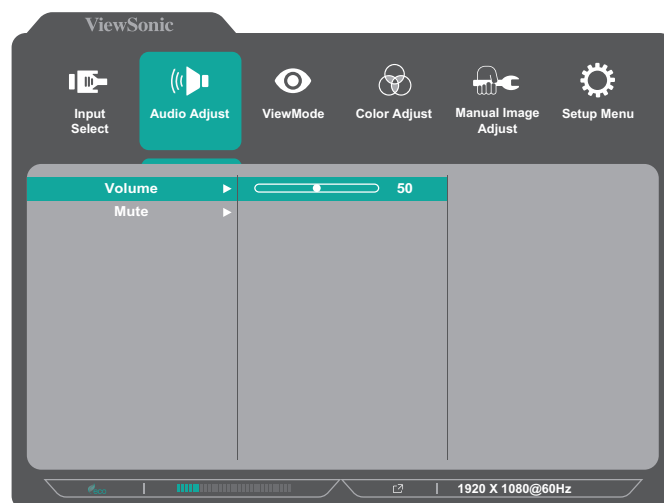 ViewSonic
Input
Select
Audio Adjust
ViewMode
Color Adjust
Manual Image
Adjust
Setup Menu
Volume 50
Mute
eco
1920 X 1080@60Hz